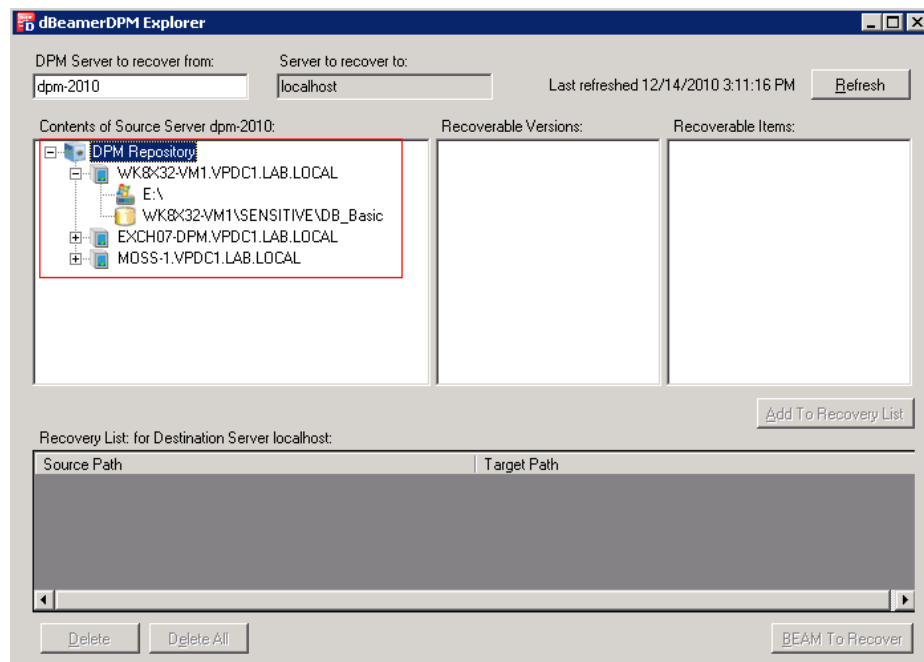 dBeamerDPM Explorer
DPM Server to recover from: Server to recover to:
dpm-2010 localhost Last refreshed 12/14/2010 3:11:16 PM Refresh
Contents of Source Server dpm-2010: Recoverable Versions: Recoverable Items:
DPM Repository
WK8X32-VM1.VPDC1.LAB.LOCAL
E:\
WK8X32-VM1\SENSITIVE\DB_Basic
EXCH07-DPM.VPDC1.LAB.LOCAL
MOSS-1.VPDC1.LAB.LOCAL
Add To Recovery List
Recovery List: for Destination Server localhost:
Source Path Target Path
Delete Delete All BEAM To Recover